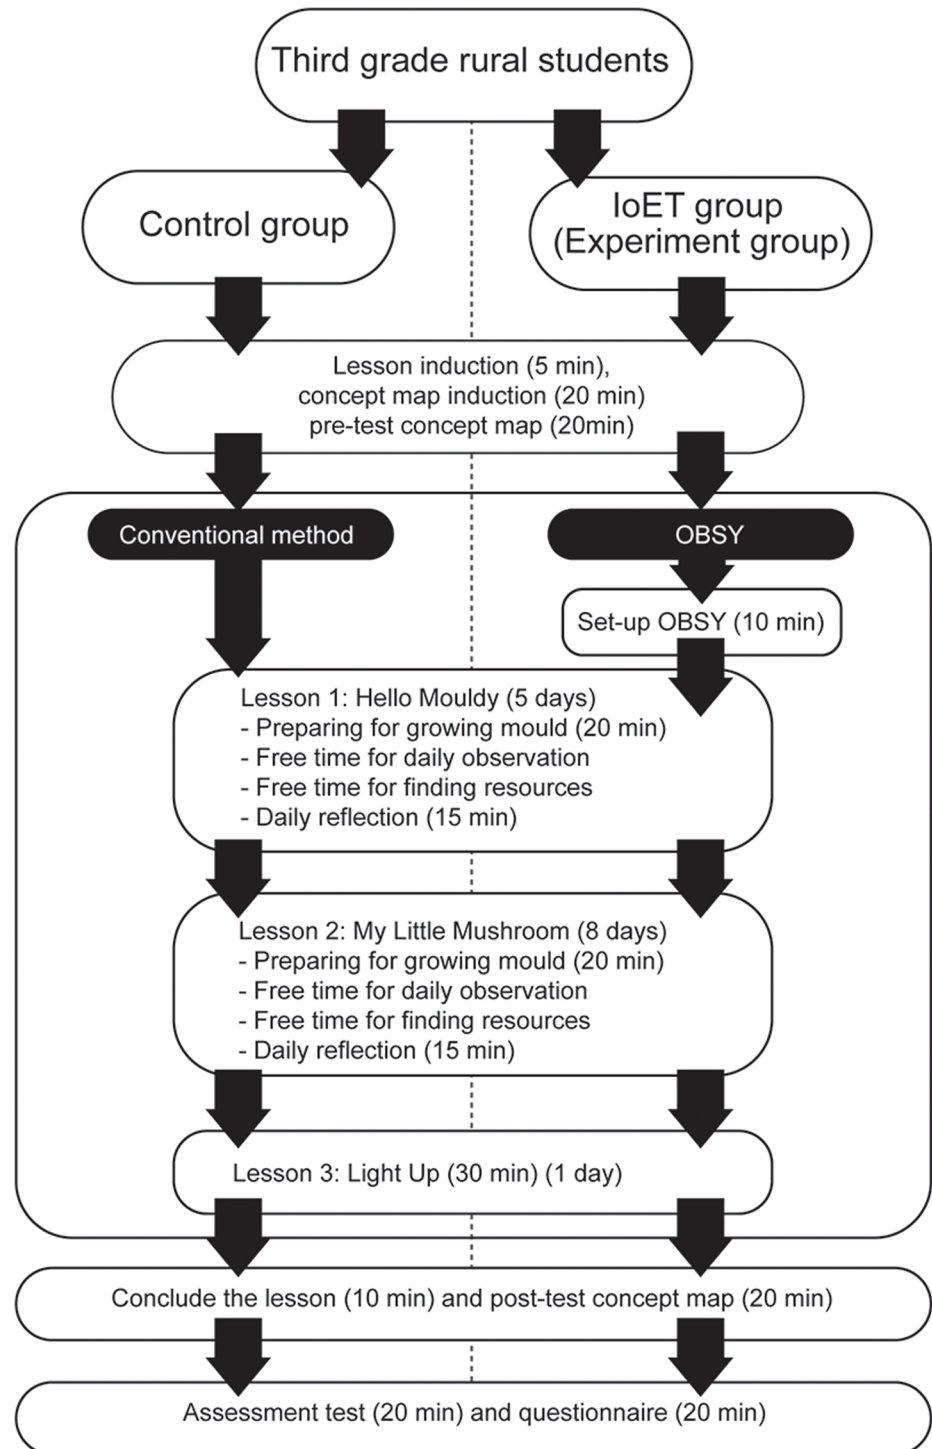 Third grade rural students
Control group
IoET group
(Experiment group)
Lesson induction (5 min),
concept map induction (20 min)
pre-test concept map (20min)
Conventional method
OBSY
Set-up OBSY (10 min)
Lesson 1: Hello Mouldy (5 days)
- Preparing for growing mould (20 min)
- Free time for daily observation
- Free time for finding resources
- Daily reflection (15 min)
Lesson 2: My Little Mushroom (8 days)
- Preparing for growing mould (20 min)
- Free time for daily observation
- Free time for finding resources
- Daily reflection (15 min)
Lesson 3: Light Up (30 min) (1 day)
Conclude the lesson (10 min) and post-test concept map (20 min)
Assessment test (20 min) and questionnaire (20 min)